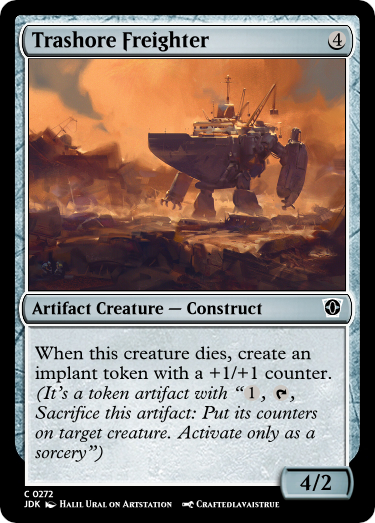 Trashore Freighter 4
Artifact Creature — Construct
When this creature dies, create an
implant token with a +1/+1 counter.
(It's a token artifact with “1, ,
Sacrifice this artifact: Put its counters
on target creature. Activate only as a
sorcery”)
4/2
C 0272
JDK Halil Ural on Artstation Craftedlavaistrue